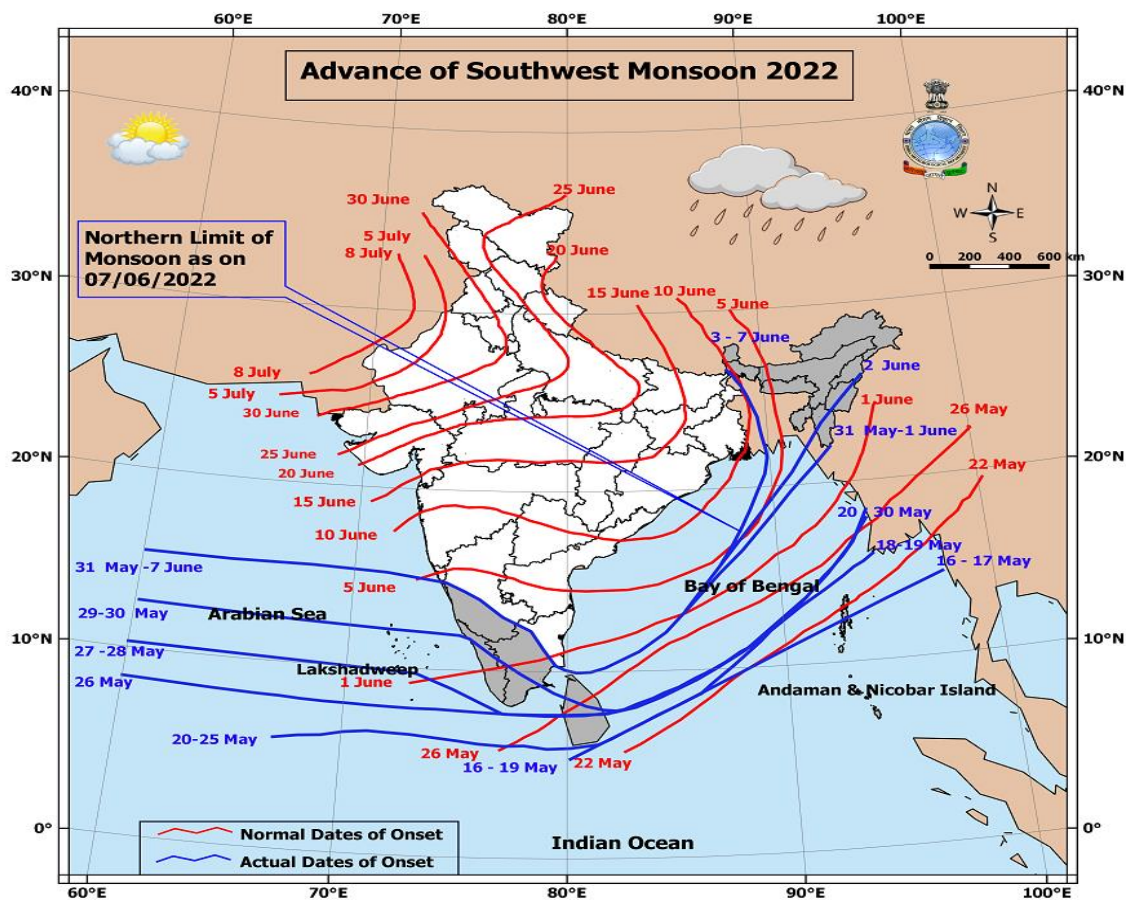 60°E 70°E 80°E 90°E 100°E
Advance of Southwest Monsoon 2022
40°N 40°N
N
W E
S
0 200 400 600 km
25 June
30 June
5 July
8 July
Northern Limit of
Monsoon as on
07/06/2022
20 June
30°N 30°N
15 June 10 June 5 June
3 - 7 June
2 June
8 July
5 July
30 June
1 June
26 May
31 May-1 June
25 June
20 June
22 May
20°N 20°N
15 June
10 June
20 - 30 May
18-19 May
16 - 17 May
31 May -7 June
5 June
Bay of Bengal
29-30 May
Arabian Sea
10°N 10°N
27 -28 May
Lakshadweep
26 May
1 June
Andaman & Nicobar Island
20-25 May
26 May
16 - 19 May
22 May
0° 0°
Normal Dates of Onset
Actual Dates of Onset
Indian Ocean
60°E 70°E 80°E 90°E 100°E